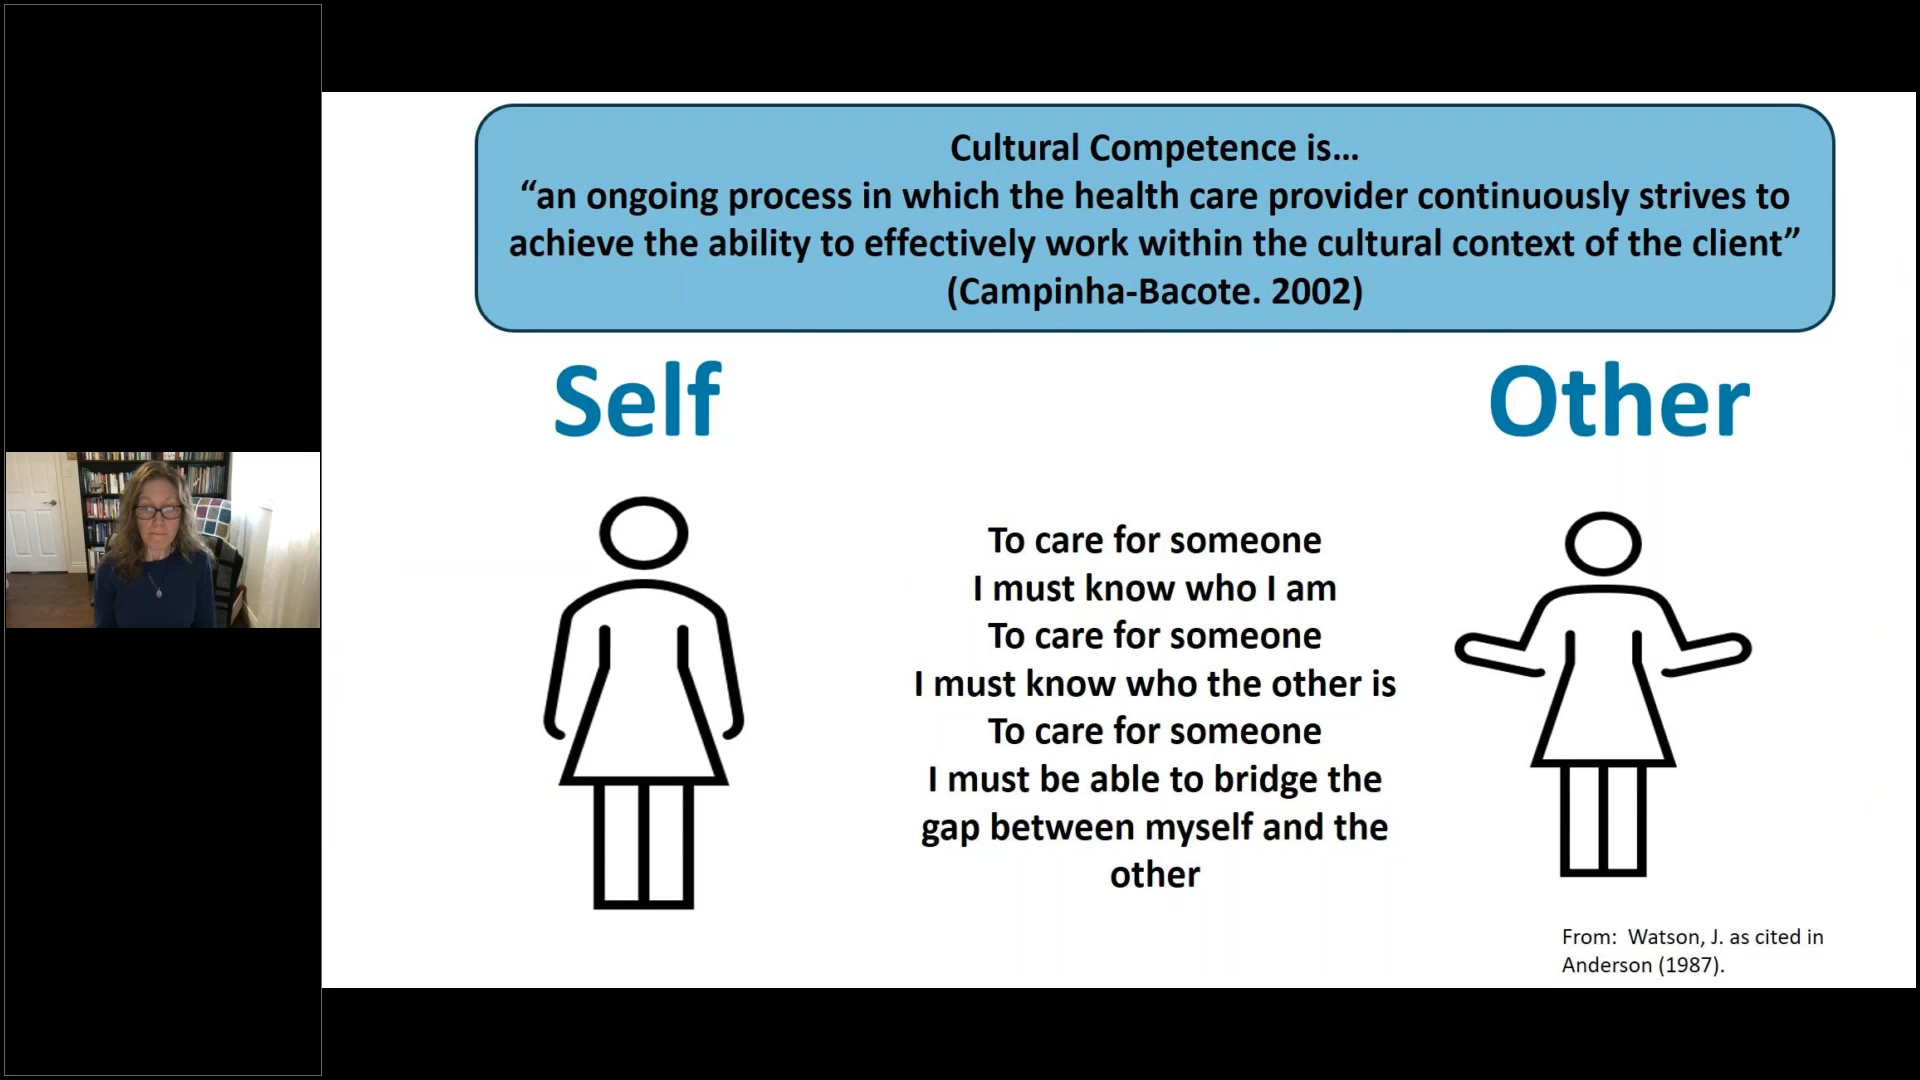 Cultural Competence is…
“an ongoing process in which the health care provider continuously strives to
achieve the ability to effectively work within the cultural context of the client”
(Campinha-Bacote. 2002)
Self
Other
To care for someone
I must know who I am
To care for someone
I must know who the other is
To care for someone
I must be able to bridge the
gap between myself and the
other
From:  Watson, J. as cited in
Anderson (1987).